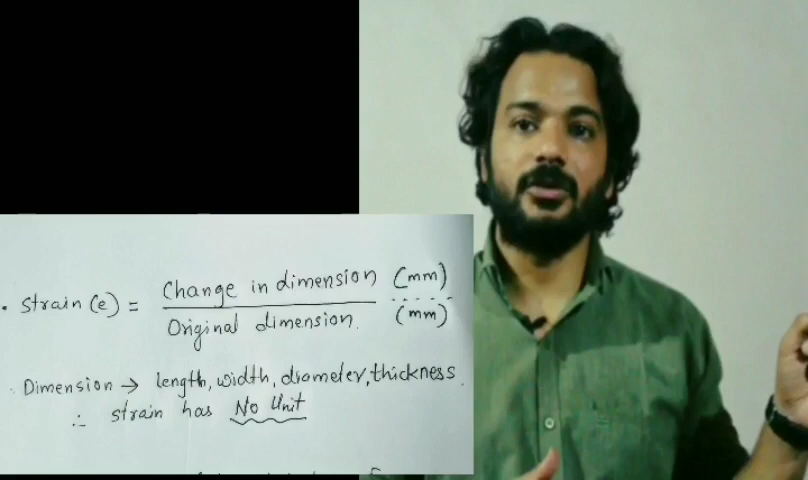 . Strain (e) = Change in dimension (mm)
Original dimension. (mm)
. Dimension → length, width, diameter, thickness.
∴ strain has No Unit